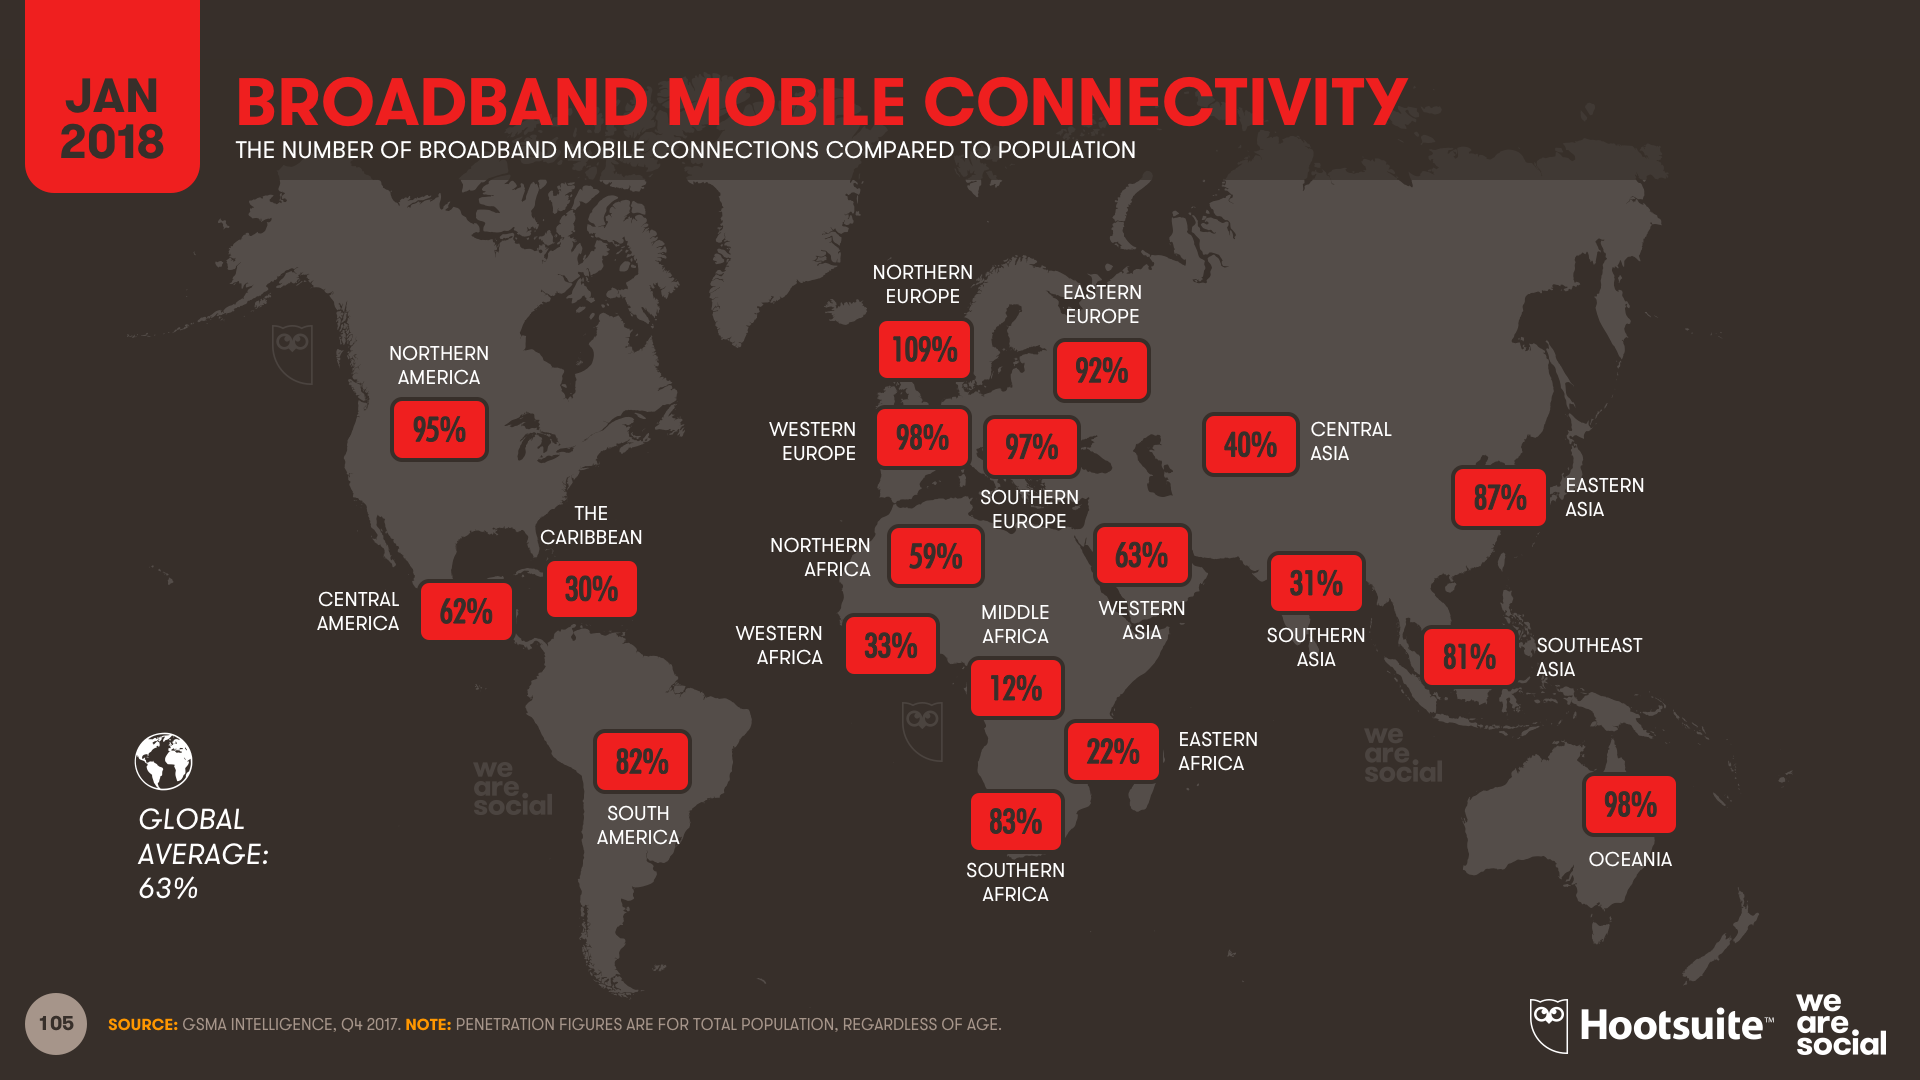 JAN
2018
BROADBAND MOBILE CONNECTIVITY
THE NUMBER OF BROADBAND MOBILE CONNECTIONS COMPARED TO POPULATION
NORTHERN
EUROPE
109%
EASTERN
EUROPE
92%
NORTHERN
AMERICA
95%
WESTERN
EUROPE
98%
97%
SOUTHERN
EUROPE
40%
CENTRAL
ASIA
87%
EASTERN
ASIA
THE
CARIBBEAN
30%
NORTHERN
AFRICA
59%
63%
WESTERN
ASIA
31%
SOUTHERN
ASIA
CENTRAL
AMERICA
62%
WESTERN
AFRICA
33%
MIDDLE
AFRICA
12%
81%
SOUTHEAST
ASIA
82%
SOUTH
AMERICA
22%
EASTERN
AFRICA
83%
SOUTHERN
AFRICA
98%
OCEANIA
we
are
social
we
are
social
GLOBAL
AVERAGE:
63%
105
SOURCE: GSMA INTELLIGENCE, Q4 2017. NOTE: PENETRATION FIGURES ARE FOR TOTAL POPULATION, REGARDLESS OF AGE.
Hootsuite™
we
are
social